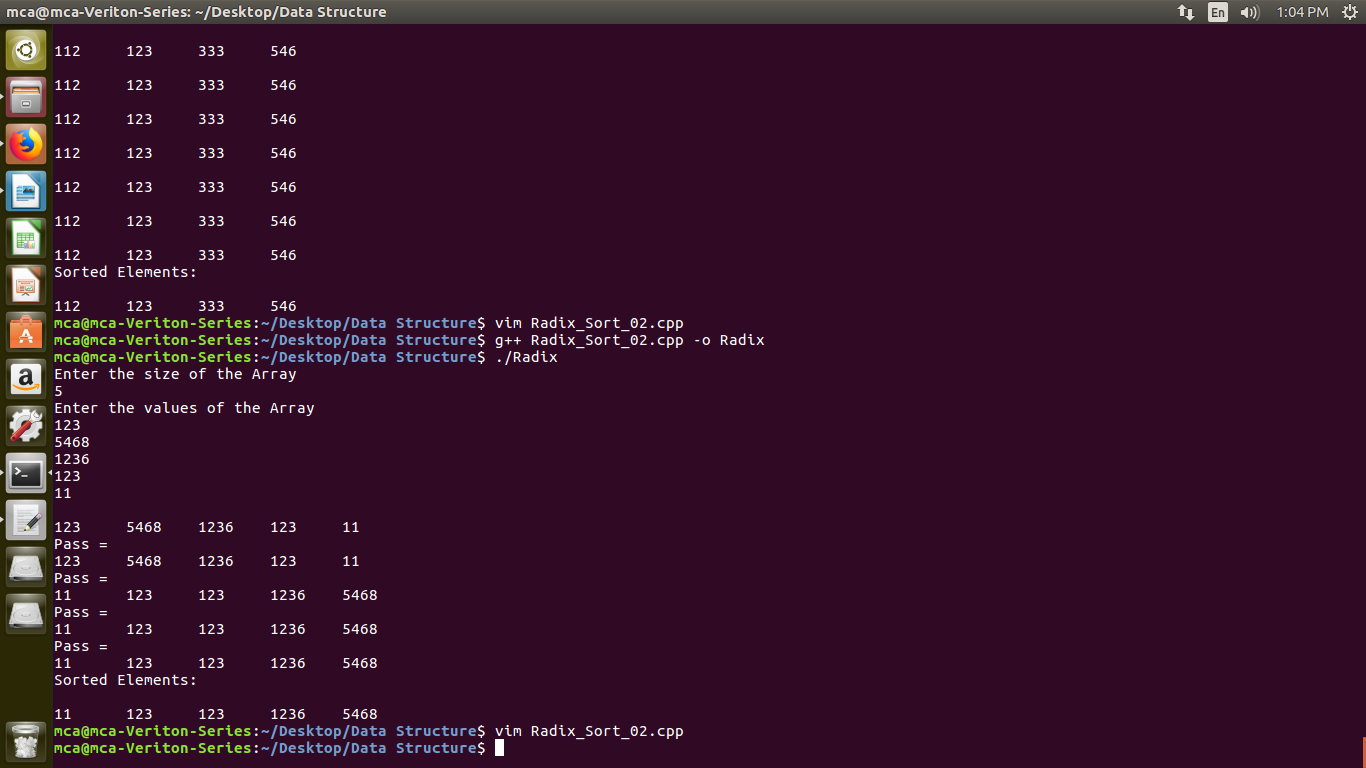 mca@mca-Veriton-Series: ~/Desktop/Data Structure En 1:04 PM
112 123 333 546
112 123 333 546
112 123 333 546
112 123 333 546
112 123 333 546
112 123 333 546
112 123 333 546
Sorted Elements:
112 123 333 546
mca@mca-Veriton-Series:~/Desktop/Data Structure$ vim Radix_Sort_02.cpp
mca@mca-Veriton-Series:~/Desktop/Data Structure$ g++ Radix_Sort_02.cpp -o Radix
mca@mca-Veriton-Series:~/Desktop/Data Structure$ ./Radix
Enter the size of the Array
5
Enter the values of the Array
123
5468
1236
123
11
123 5468 1236 123 11
Pass =
123 5468 1236 123 11
Pass =
11 123 123 1236 5468
Pass =
11 123 123 1236 5468
Pass =
11 123 123 1236 5468
Sorted Elements:
11 123 123 1236 5468
mca@mca-Veriton-Series:~/Desktop/Data Structure$ vim Radix_Sort_02.cpp
mca@mca-Veriton-Series:~/Desktop/Data Structure$